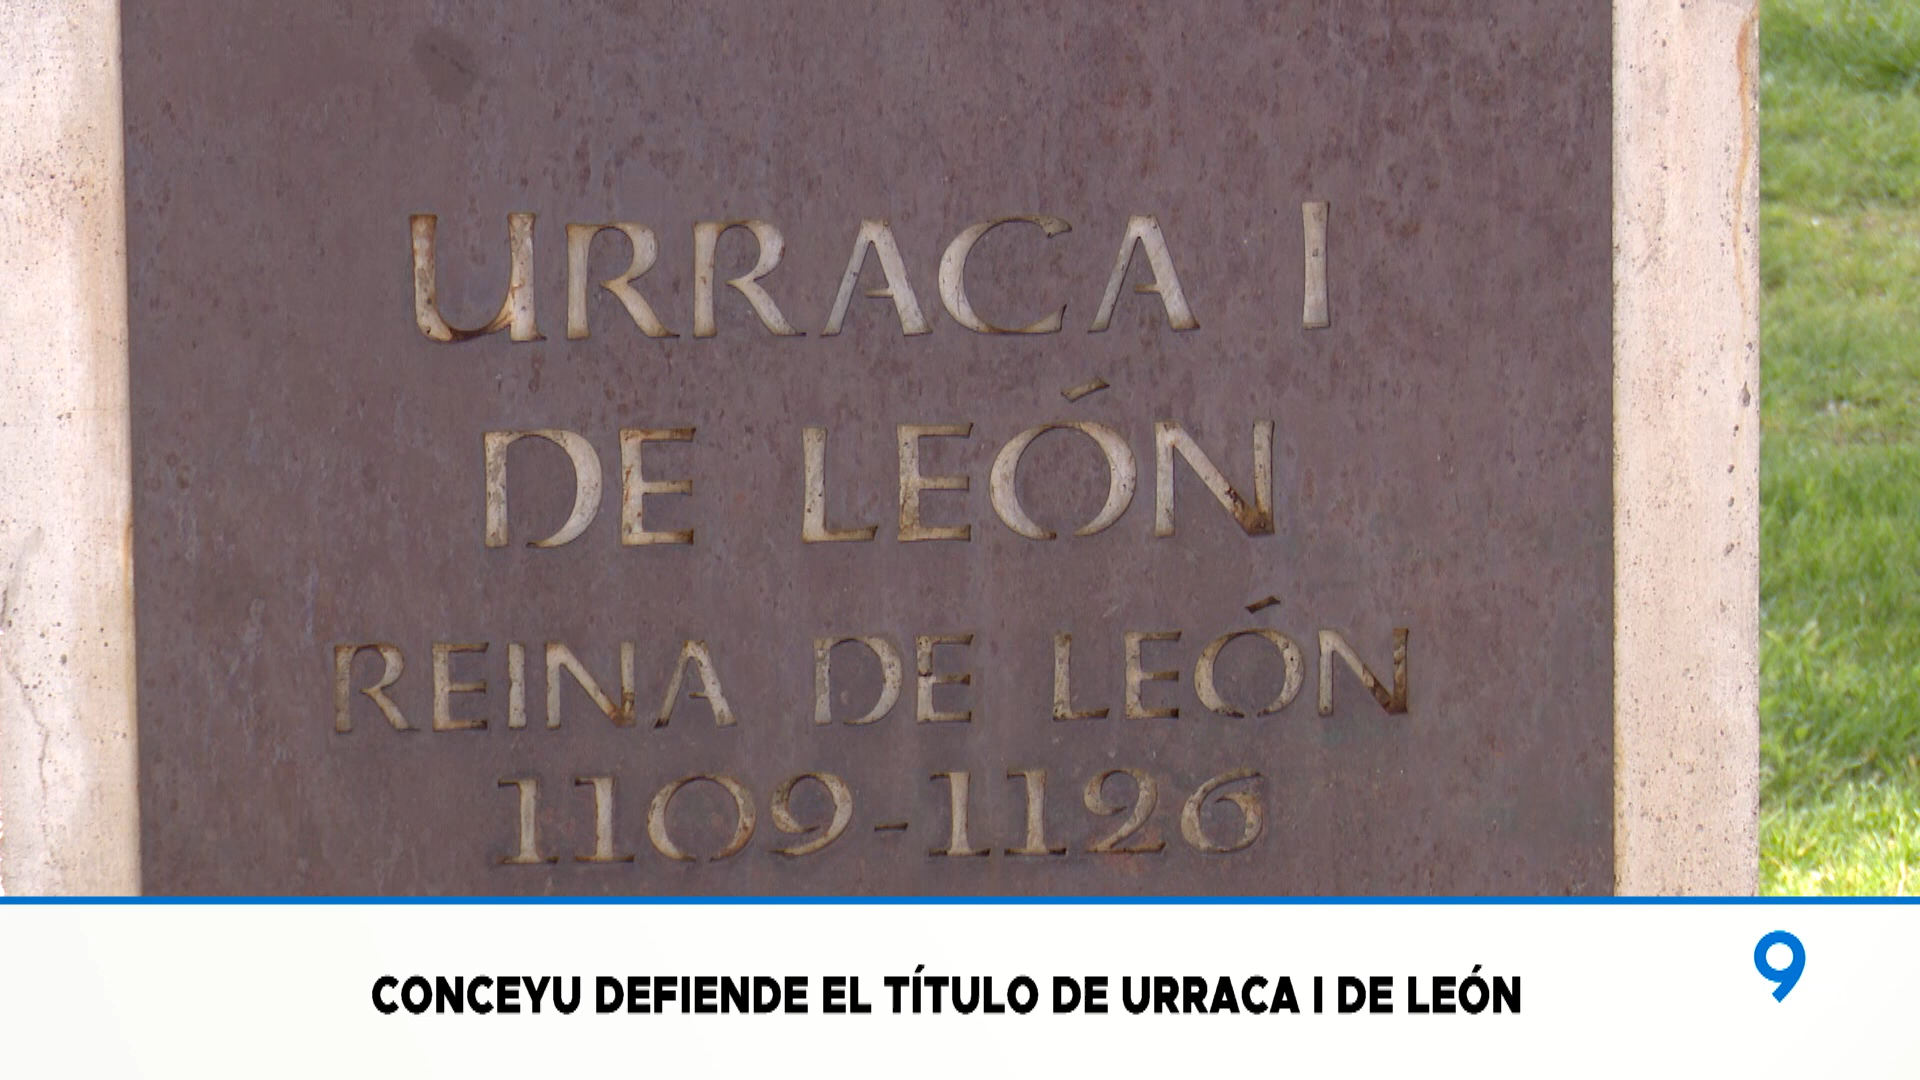 URRACA I
DE LEÓN
REINA DE LEÓN
1109-1126
CONCEYU DEFIENDE EL TÍTULO DE URRACA I DE LEÓN
9